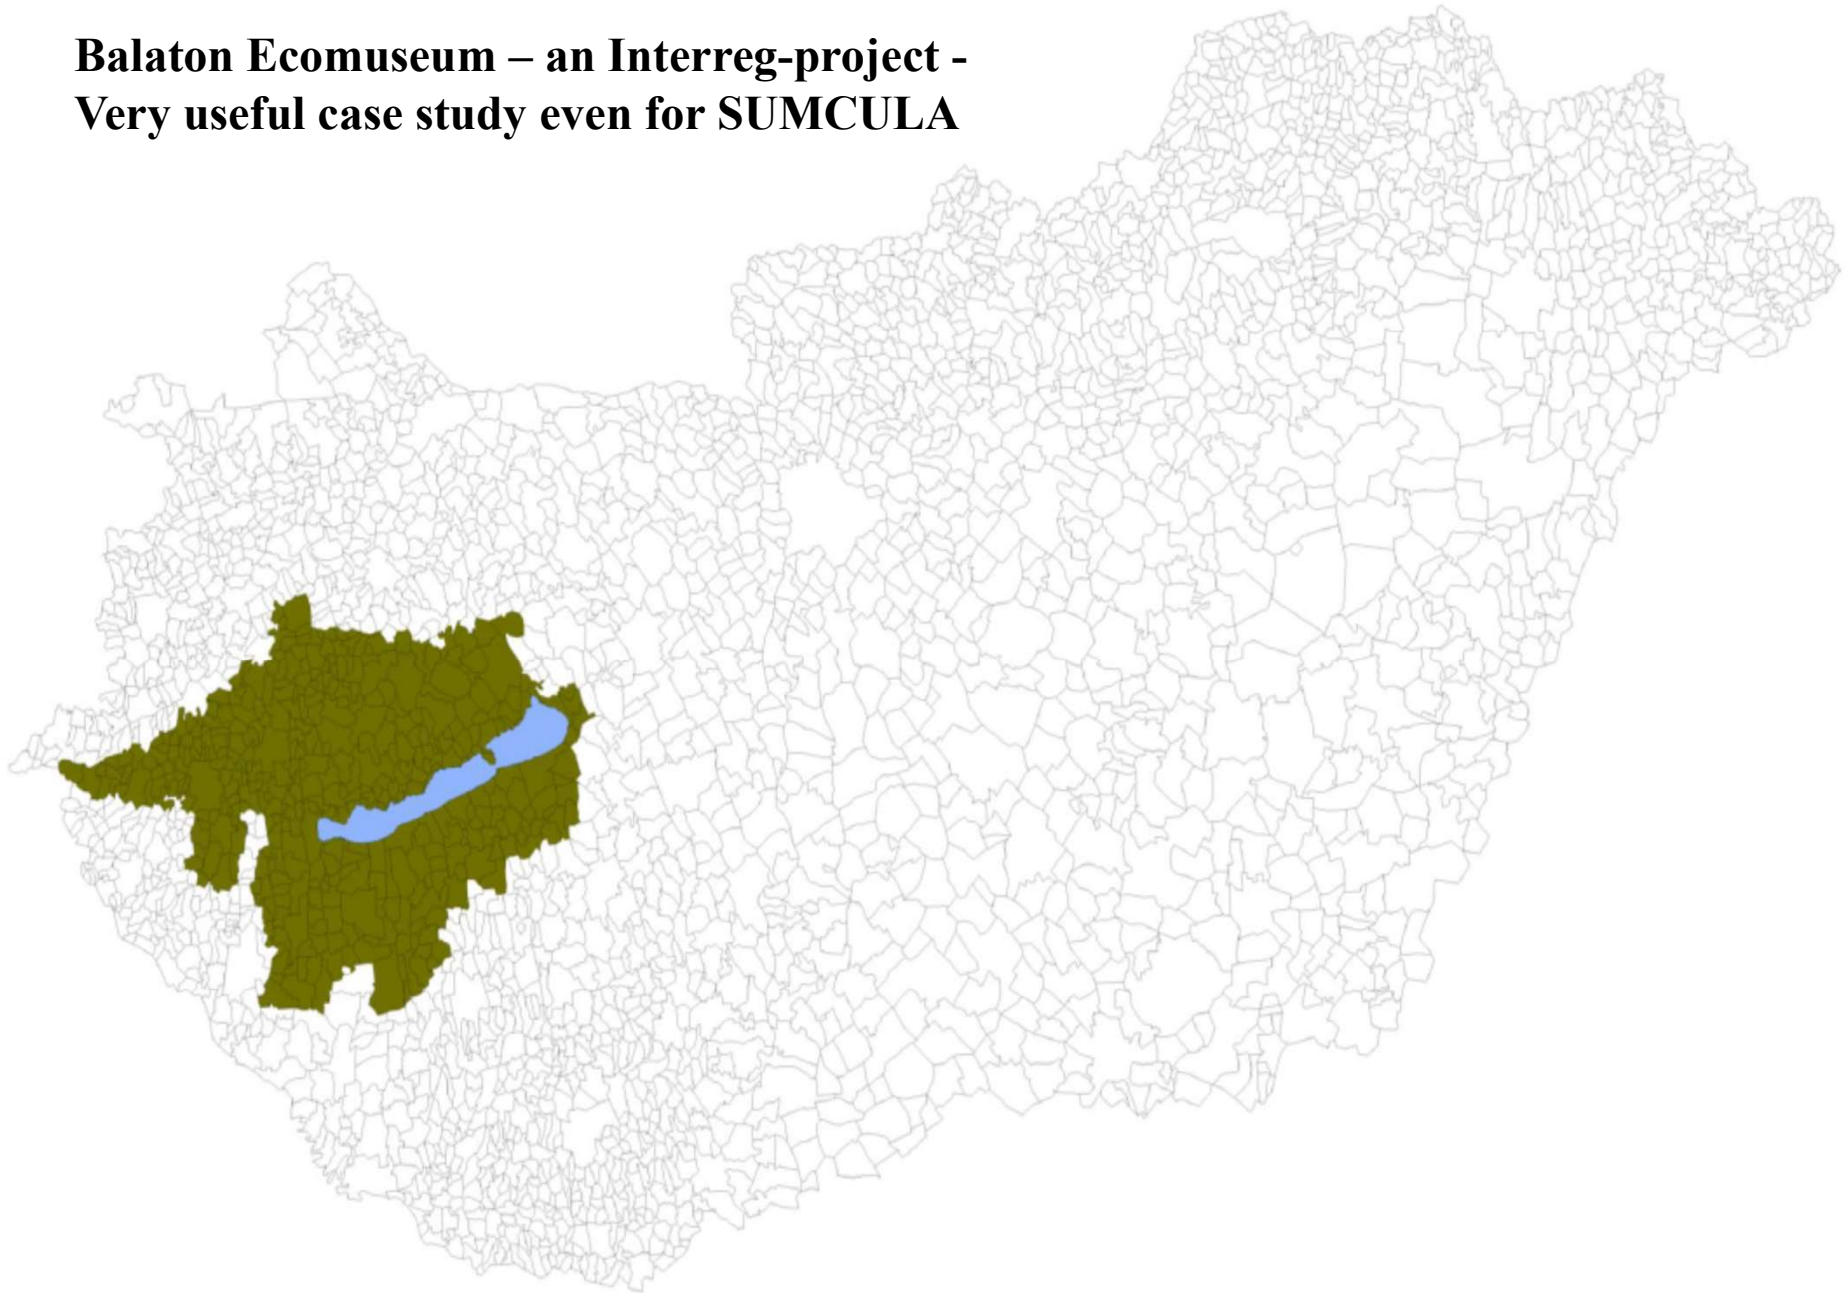 Balaton Ecomuseum – an Interreg-project -
Very useful case study even for SUMCULA